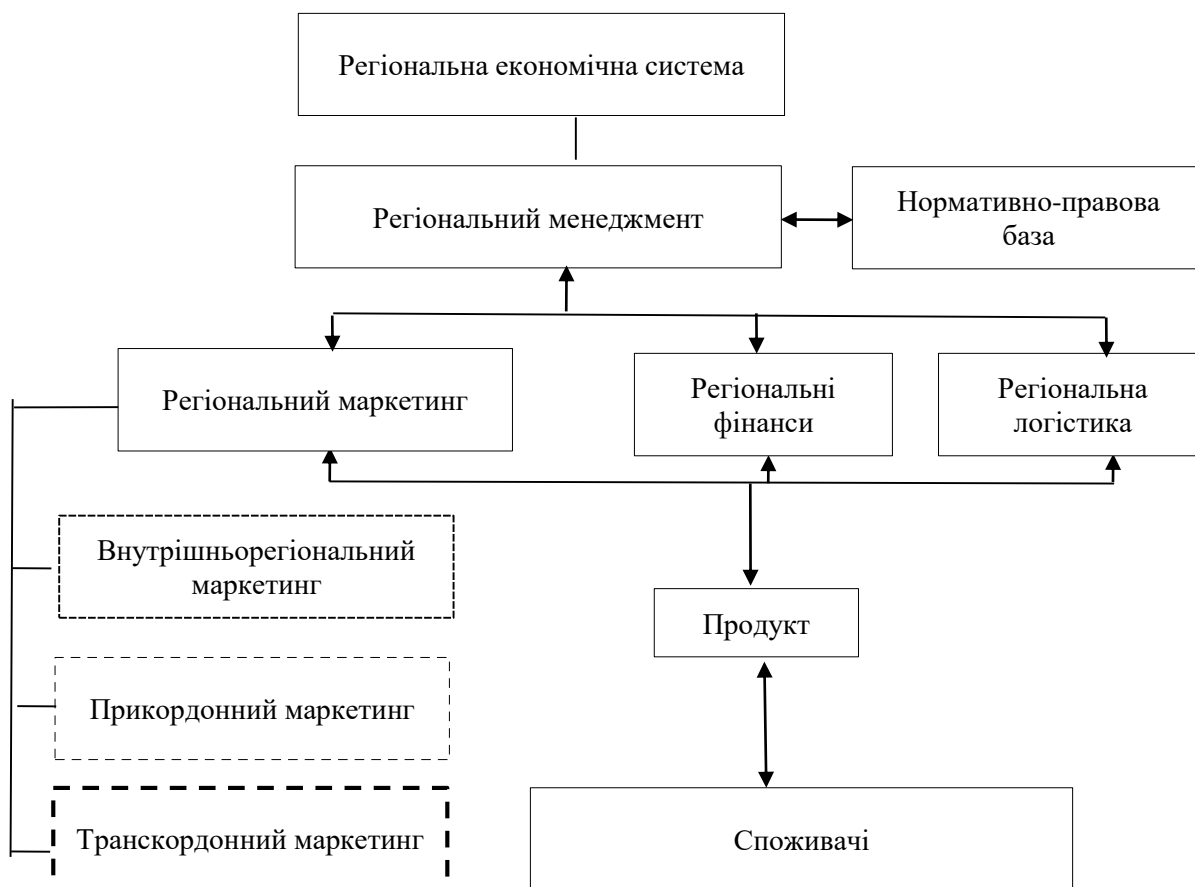 Регіональна економічна система
Регіональний менеджмент
Нормативно-правова
база
Регіональний маркетинг
Регіональні
фінанси
Регіональна
логістика
Внутрішньорегіональний
маркетинг
Продукт
Прикордонний маркетинг
Транскордонний маркетинг
Споживачі